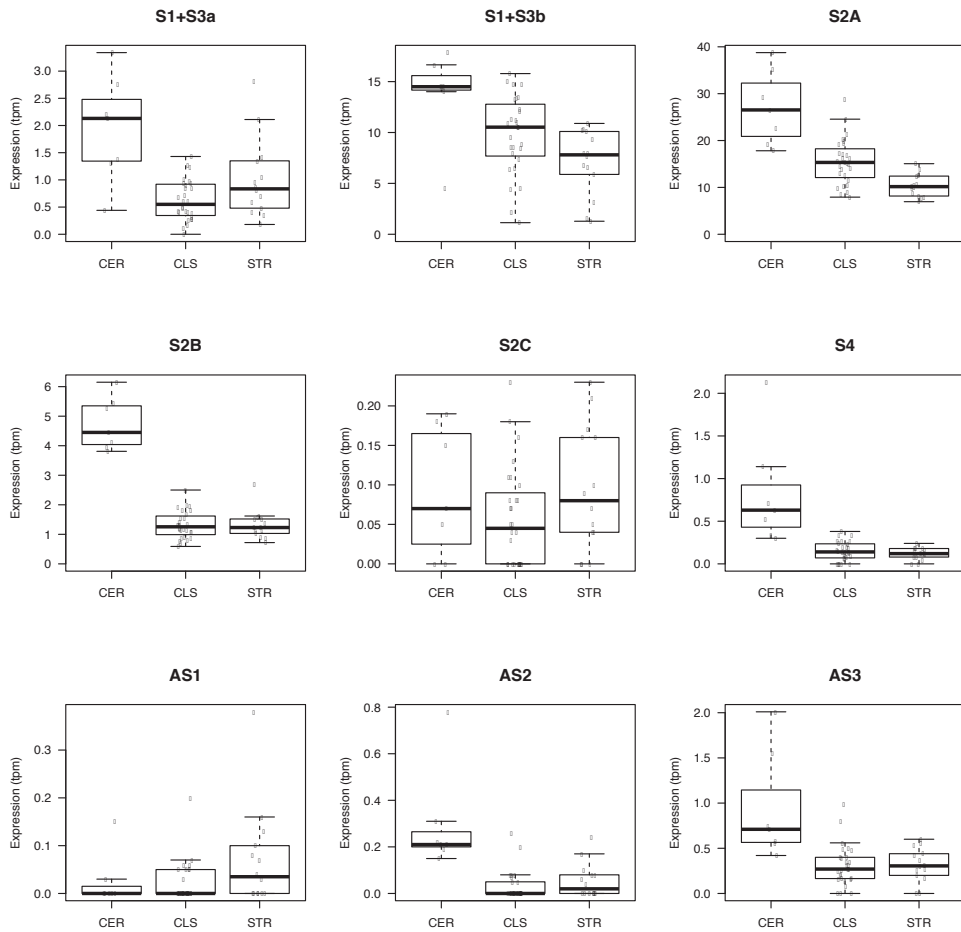 S1+S3a
S1+S3b
S2A
Expression (tpm)
3.0
2.5
2.0
1.5
1.0
0.5
0.0
CER
CLS
STR
Expression (tpm)
15
10
5
0
CER
CLS
STR
Expression (tpm)
40
30
20
10
0
CER
CLS
STR
S2B
S2C
S4
Expression (tpm)
6
5
4
3
2
1
0
CER
CLS
STR
Expression (tpm)
0.20
0.15
0.10
0.05
0.00
CER
CLS
STR
Expression (tpm)
2.0
1.5
1.0
0.5
0.0
CER
CLS
STR
AS1
AS2
AS3
Expression (tpm)
0.3
0.2
0.1
0.0
CER
CLS
STR
Expression (tpm)
0.8
0.6
0.4
0.2
0.0
CER
CLS
STR
Expression (tpm)
2.0
1.5
1.0
0.5
0.0
CER
CLS
STR